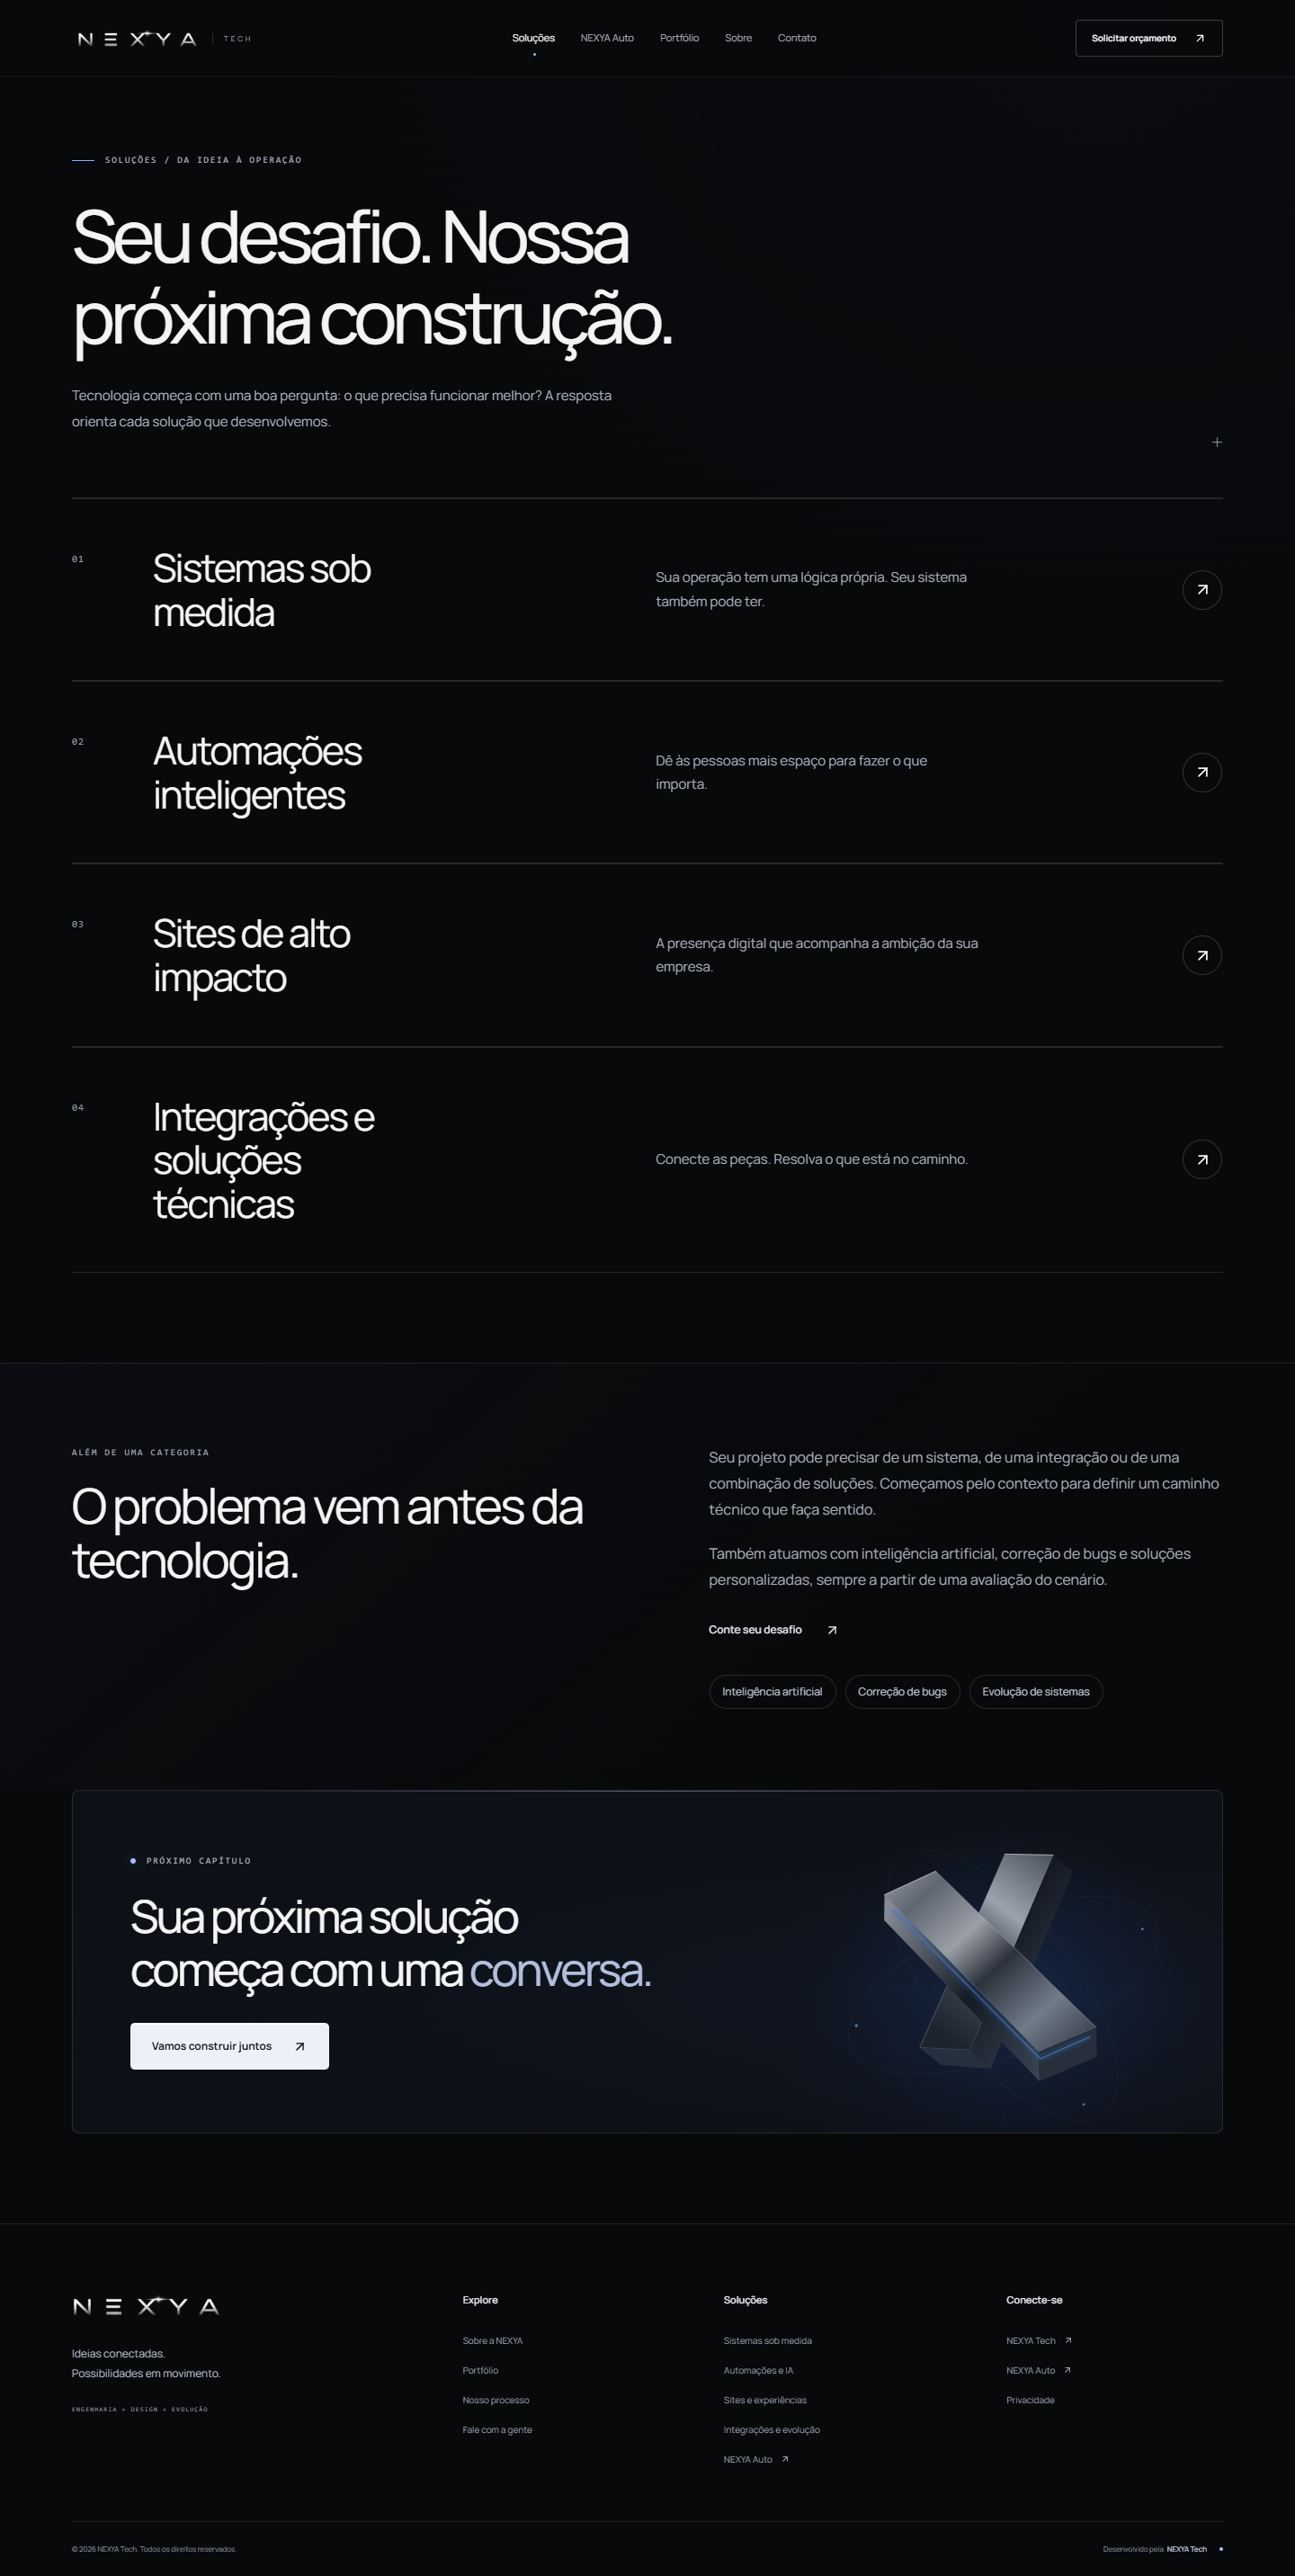 NEXYA TECH
Soluções NEXYA Auto Portfólio Sobre Contato
Solicitar orçamento
SOLUÇÕES / DA IDEIA À OPERAÇÃO
Seu desafio. Nossa
próxima construção.
Tecnologia começa com uma boa pergunta: o que precisa funcionar melhor? A resposta
orienta cada solução que desenvolvemos.
+
01
Sistemas sob
medida
Sua operação tem uma lógica própria. Seu sistema
também pode ter.
02
Automações
inteligentes
Dê às pessoas mais espaço para fazer o que
importa.
03
Sites de alto
impacto
A presença digital que acompanha a ambição da sua
empresa.
04
Integrações e
soluções
técnicas
Conecte as peças. Resolva o que está no caminho.
ALÉM DE UMA CATEGORIA
O problema vem antes da
tecnologia.
Seu projeto pode precisar de um sistema, de uma integração ou de uma
combinação de soluções. Começamos pelo contexto para definir um caminho
técnico que faça sentido.
Também atuamos com inteligência artificial, correção de bugs e soluções
personalizadas, sempre a partir de uma avaliação do cenário.
Conte seu desafio
Inteligência artificial Correção de bugs Evolução de sistemas
PRÓXIMO CAPÍTULO
Sua próxima solução
começa com uma conversa.
Vamos construir juntos
NEXYA
Ideias conectadas.
Possibilidades em movimento.
ENGENHARIA + DESIGN + EVOLUÇÃO
Explore
Sobre a NEXYA
Portfólio
Nosso processo
Fale com a gente
Soluções
Sistemas sob medida
Automações e IA
Sites e experiências
Integrações e evolução
NEXYA Auto
Conecte-se
NEXYA Tech
NEXYA Auto
Privacidade
© 2026 NEXYA Tech. Todos os direitos reservados.
Desenvolvido pela NEXYA Tech